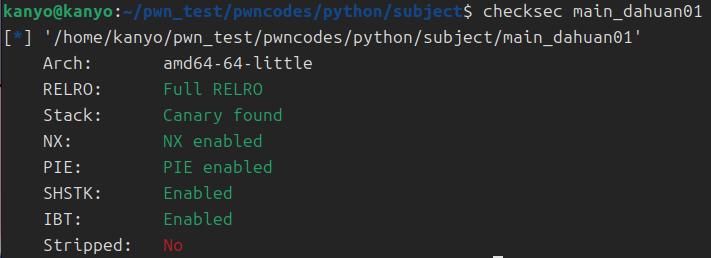 kanyo@kanyo:~/pwn_test/pwncodes/python/subject$ checksec main_dahuan01
[*] '/home/kanyo/pwn_test/pwncodes/python/subject/main_dahuan01'
Arch: amd64-64-little
RELRO: Full RELRO
Stack: Canary found
NX: NX enabled
PIE: PIE enabled
SHSTK: Enabled
IBT: Enabled
Stripped: No